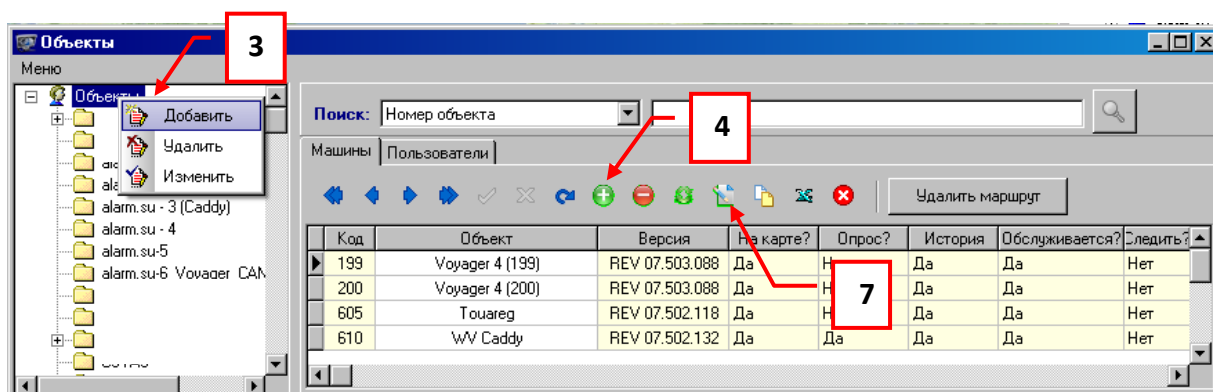 Объекты
3
Меню
Объекты
Добавить
Удалить
Изменить
alarm.su - 3 (Caddy)
alarm.su - 4
alarm.su-5
alarm.su-6 Voyager CAN
Поиск: Номер объекта
4
Машины Пользователи
Удалить маршрут
Код Объект Версия На карте? Опрос? История Обслуживается? Следить?
199 Voyager 4 (199) REV 07.503.088 Да Да Да Нет
200 Voyager 4 (200) REV 07.503.088 Да Да Да Нет
7
605 Touareg REV 07.502.118 Да Да Да Нет
610 WV Caddy REV 07.502.132 Да Да Да Да Нет